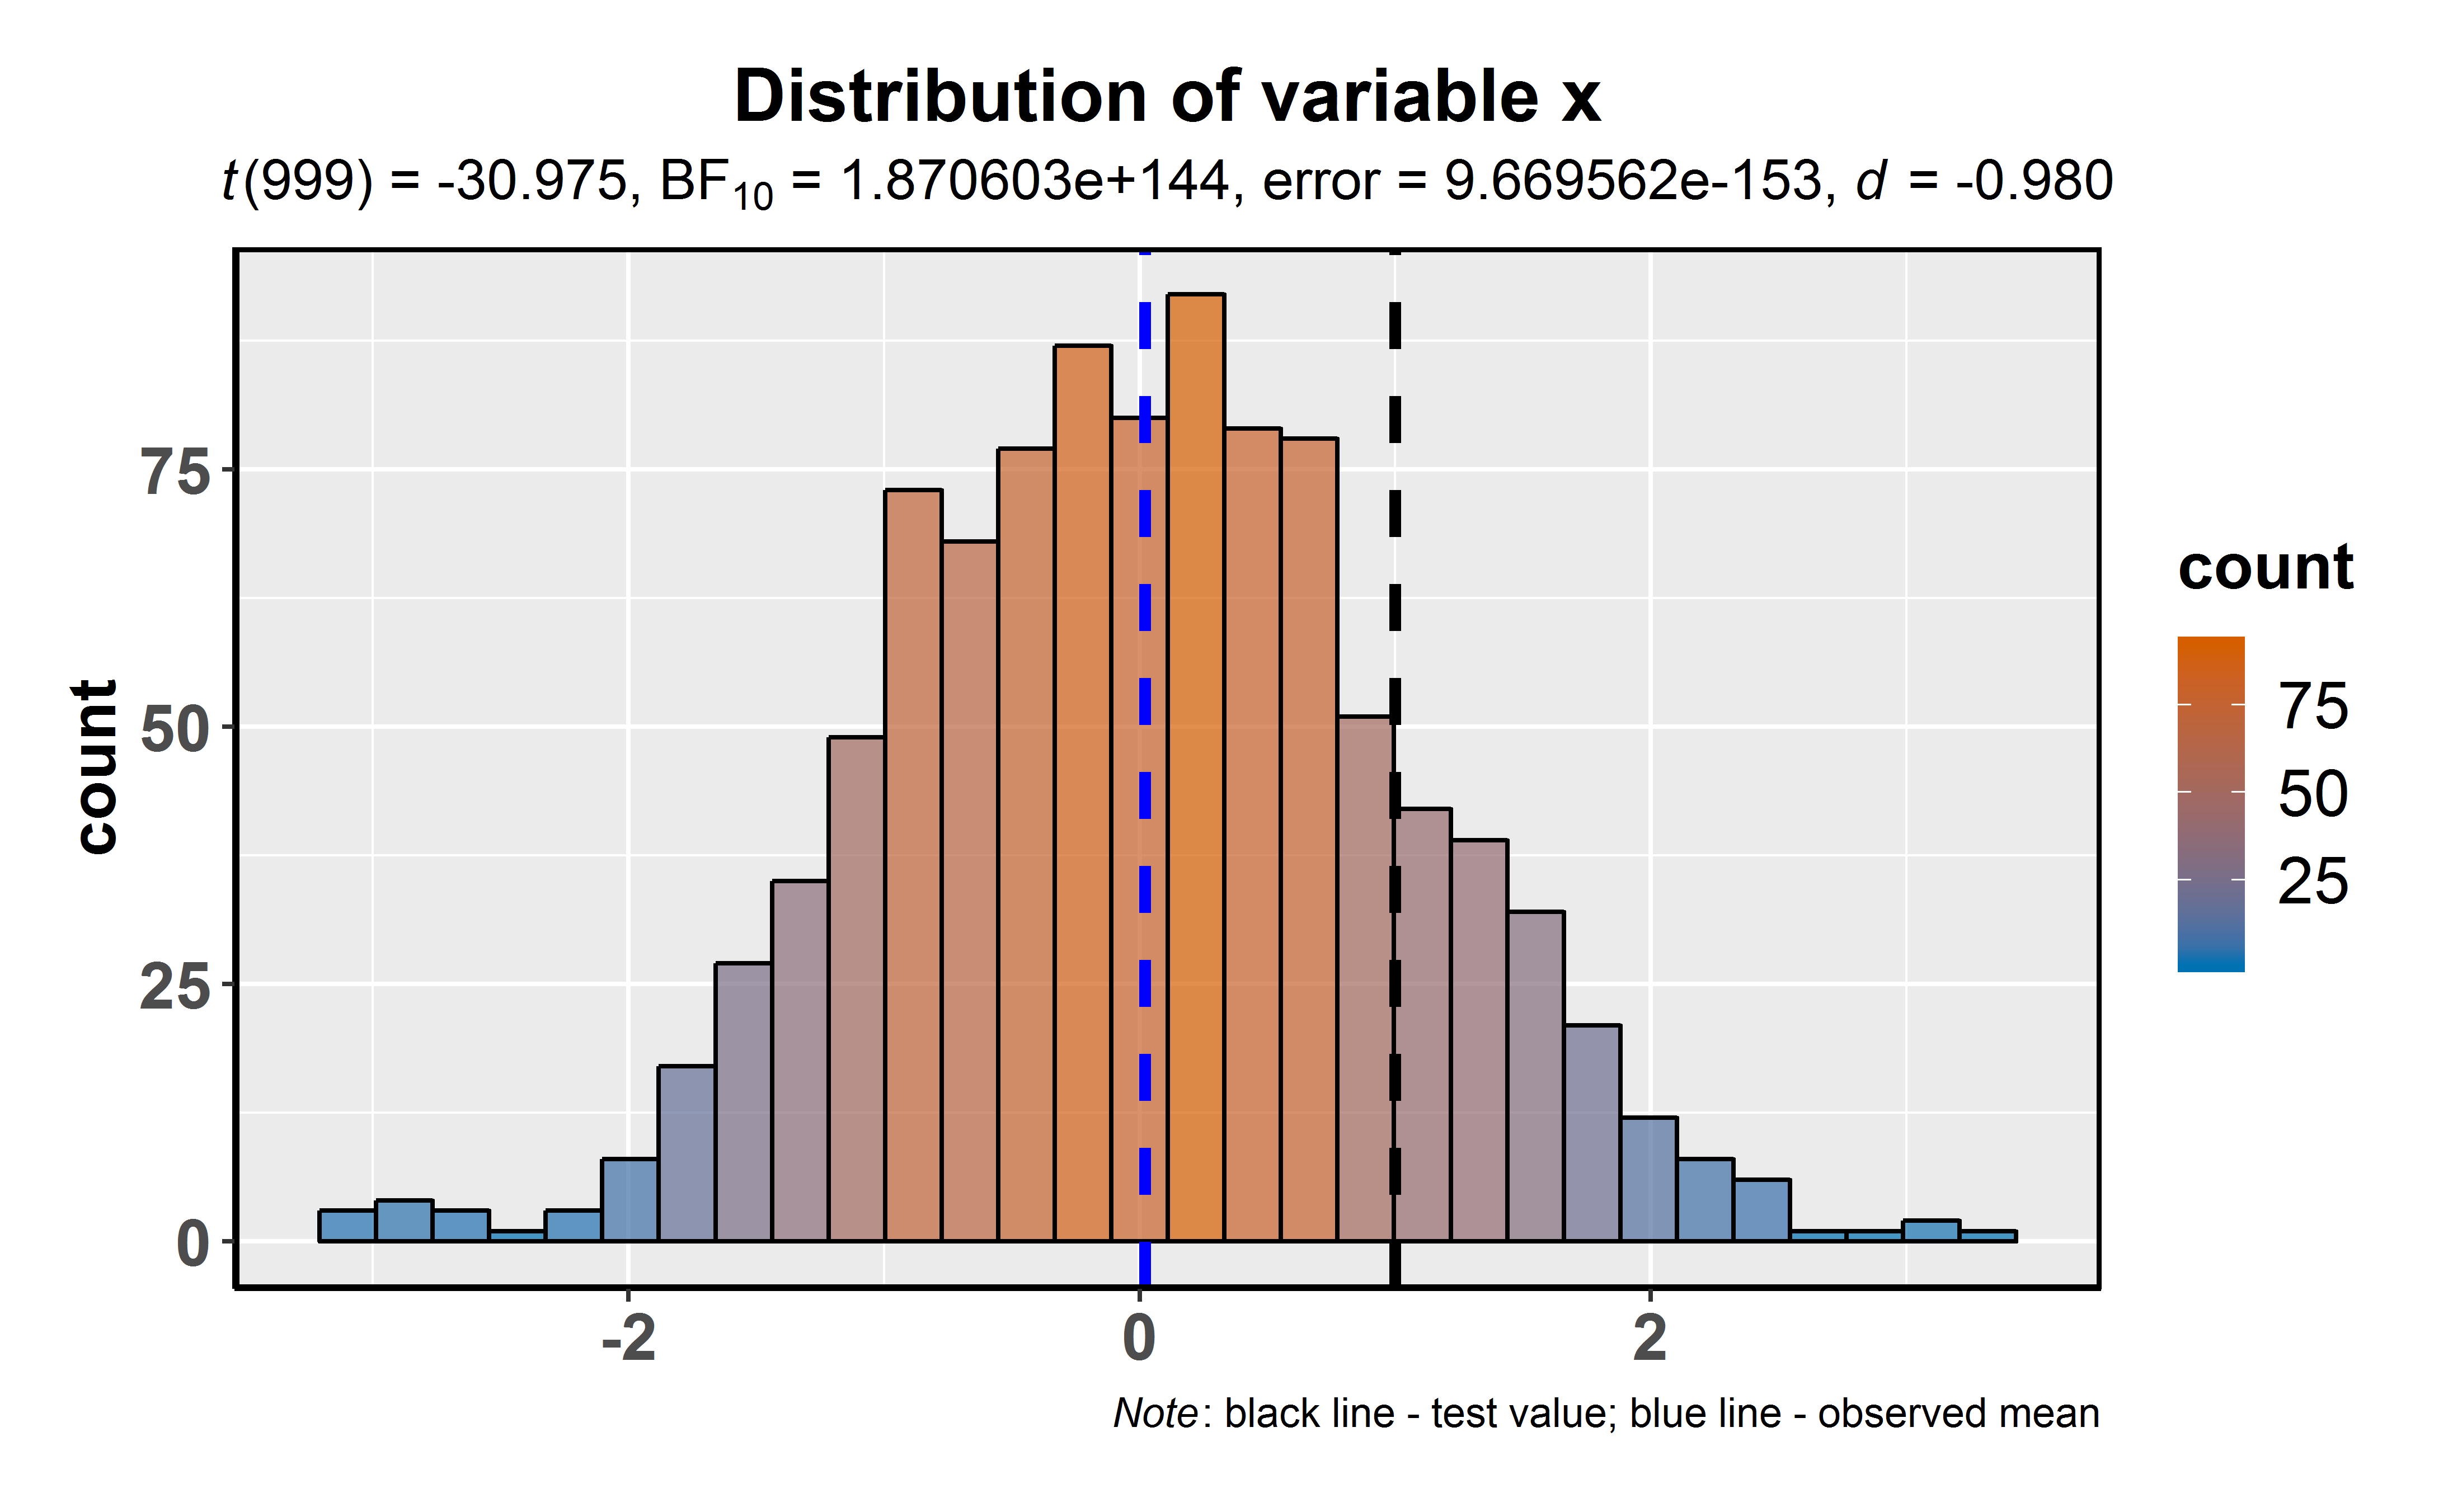 Distribution of variable x
t(999) = -30.975, BF₁₀ = 1.870603e+144, error = 9.669562e-153, d = -0.980
count
75
50
25
0
-2 0 2
count
75
50
25
Note: black line - test value; blue line - observed mean